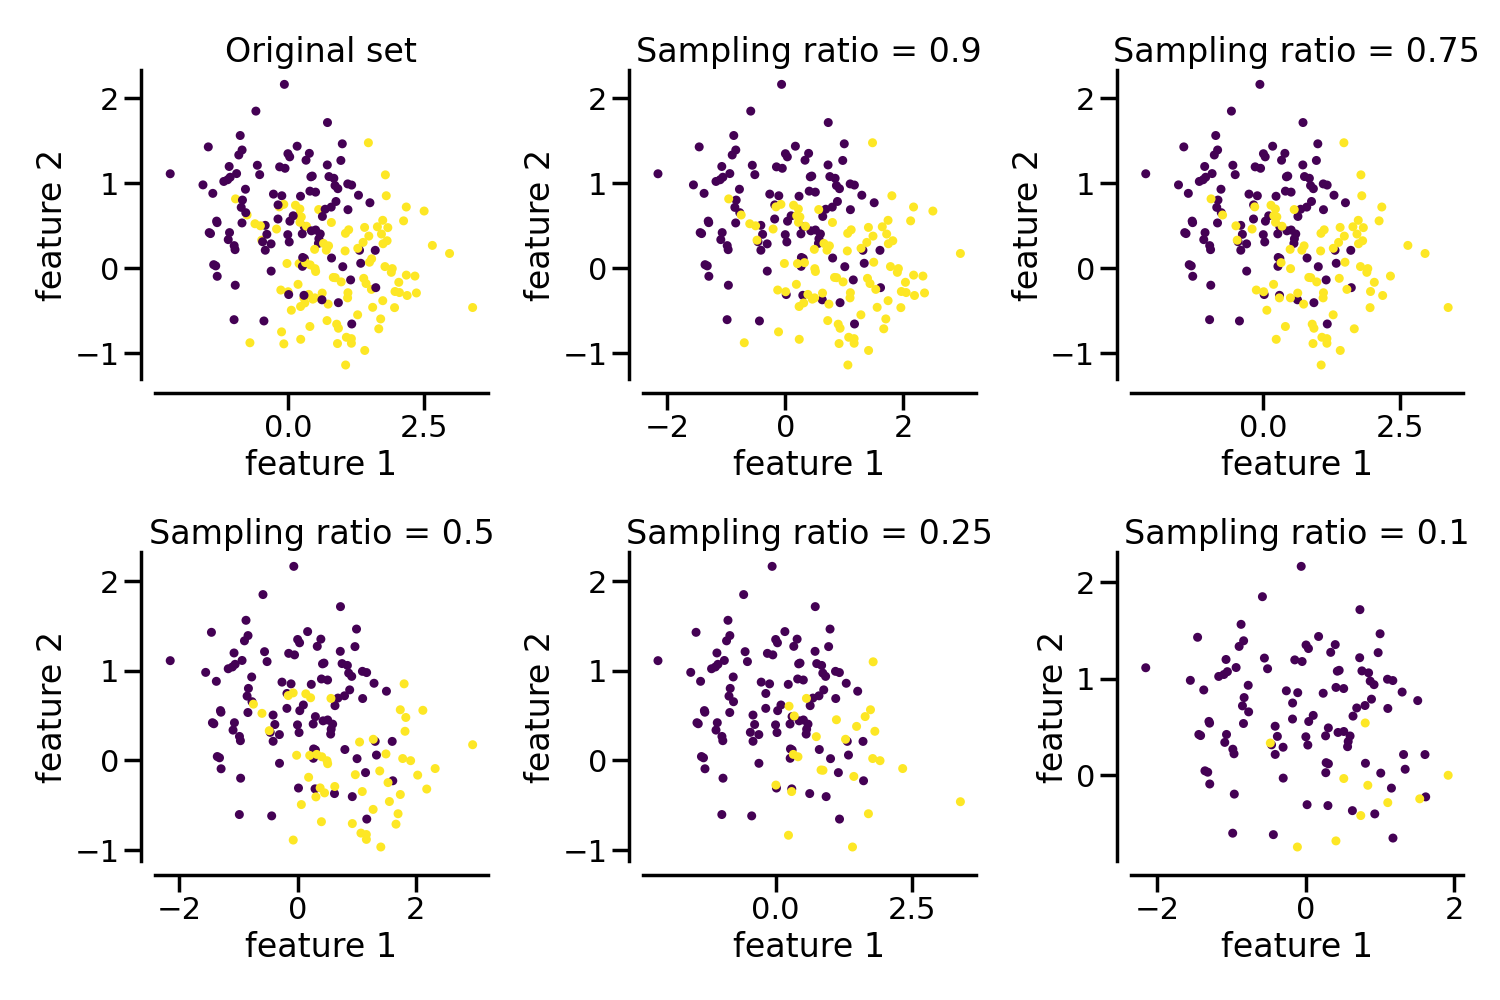 Original set
Sampling ratio = 0.9
Sampling ratio = 0.75
feature 2
2
1
0
−1
0.0
2.5
feature 1
feature 2
2
1
0
−1
−2
0
2
feature 1
feature 2
2
1
0
−1
0.0
2.5
feature 1
Sampling ratio = 0.5
Sampling ratio = 0.25
Sampling ratio = 0.1
feature 2
2
1
0
−1
−2
0
2
feature 1
feature 2
2
1
0
−1
0.0
2.5
feature 1
feature 2
2
1
0
−2
0
2
feature 1